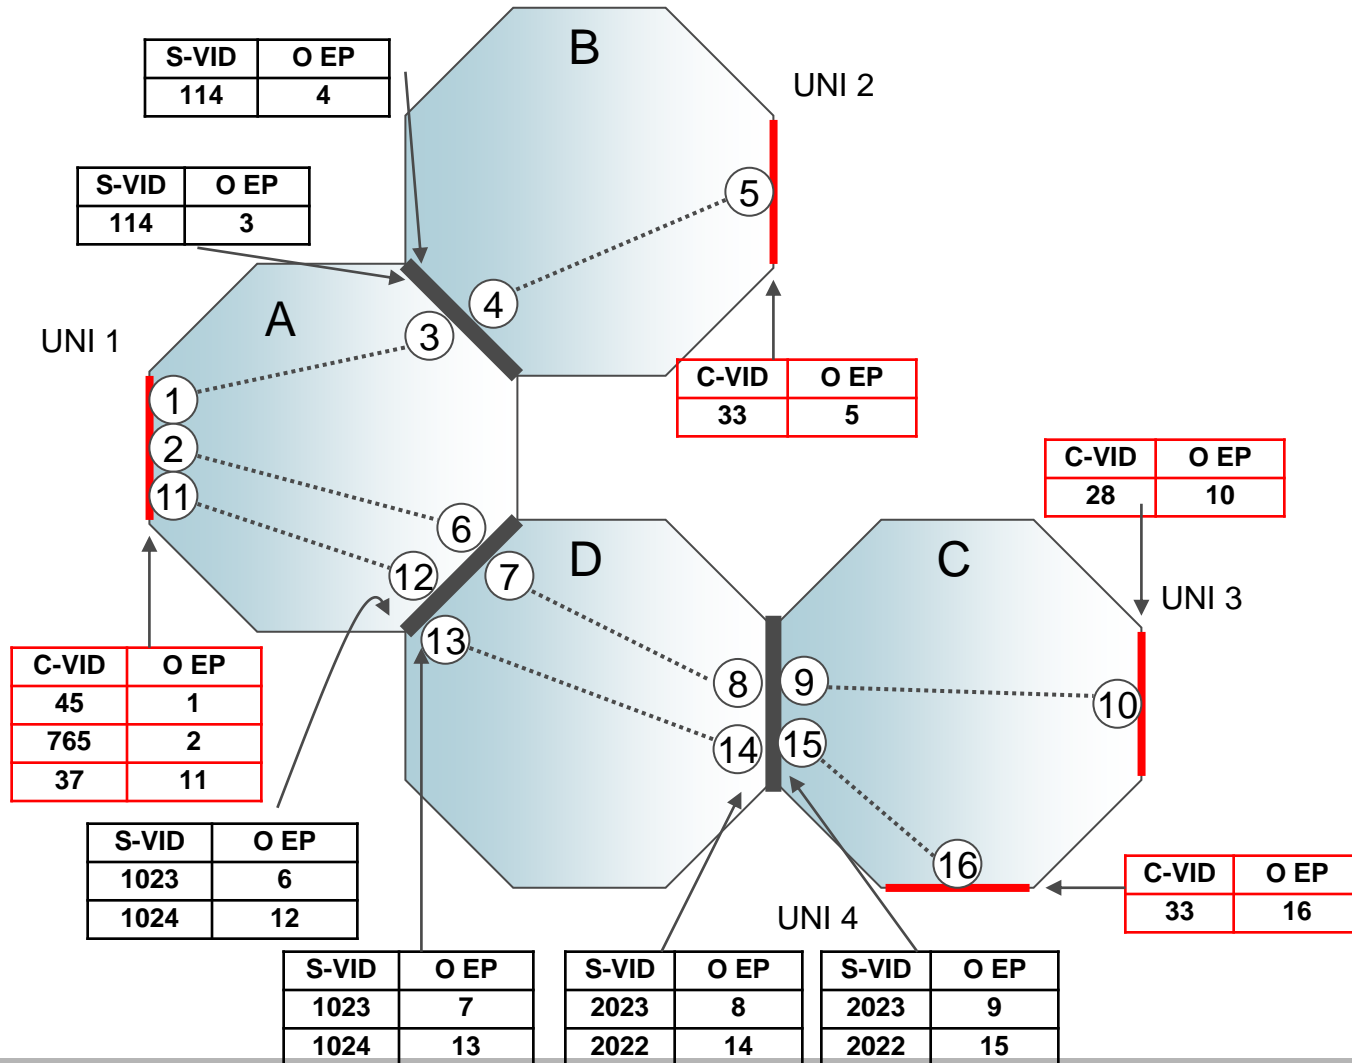 B
S-VID O EP
114 4
UNI 2
S-VID O EP
114 3
5
4
A
3
UNI 1
C-VID O EP
33 5
1
2
11
C-VID O EP
28 10
6
12
7
D
C
UNI 3
13
8
9
10
14
15
C-VID O EP
45 1
765 2
37 11
16
S-VID O EP
1023 6
1024 12
C-VID O EP
33 16
UNI 4
S-VID O EP
1023 7
1024 13
S-VID O EP
2023 8
2022 14
S-VID O EP
2023 9
2022 15